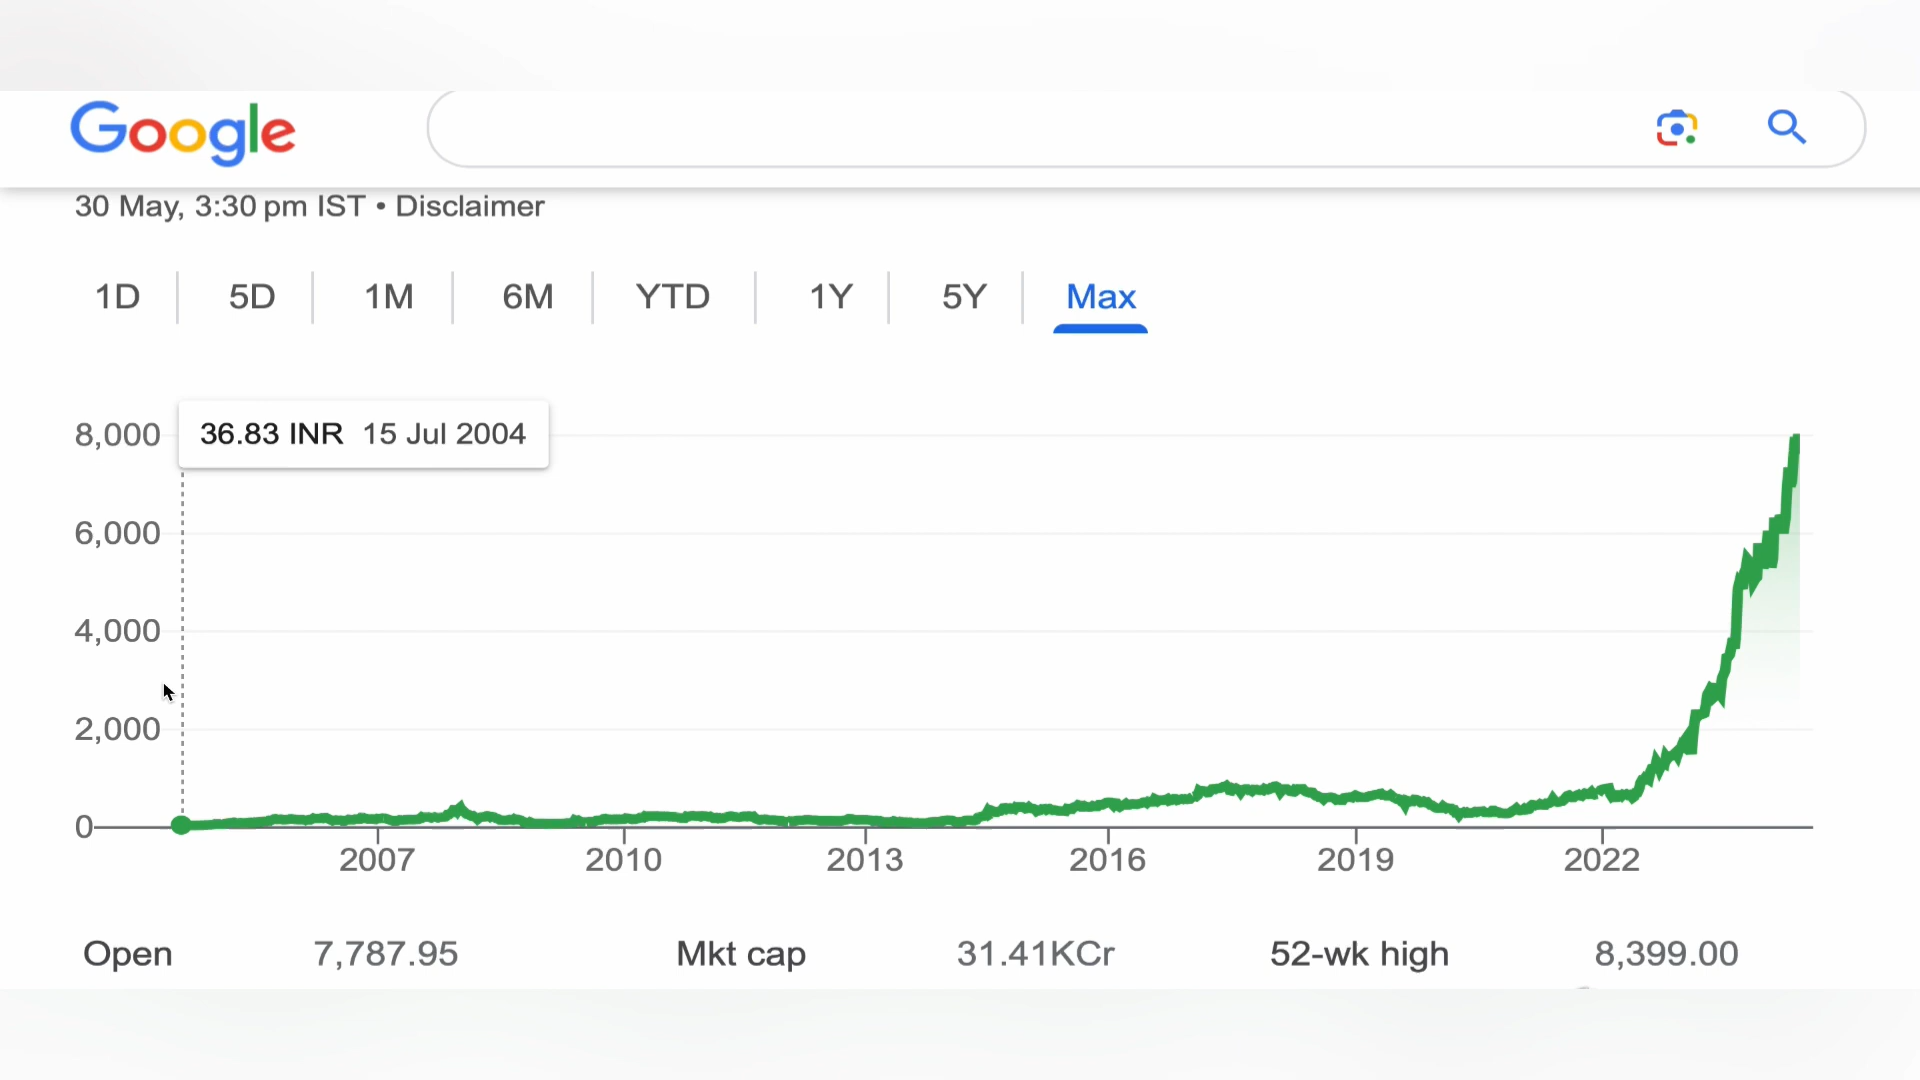 Google
30 May, 3:30 pm IST • Disclaimer
1D 5D 1M 6M YTD 1Y 5Y Max
36.83 INR 15 Jul 2004
8,000
6,000
4,000
2,000
0
2007 2010 2013 2016 2019 2022
Open 7,787.95 Mkt cap 31.41KCr 52-wk high 8,399.00